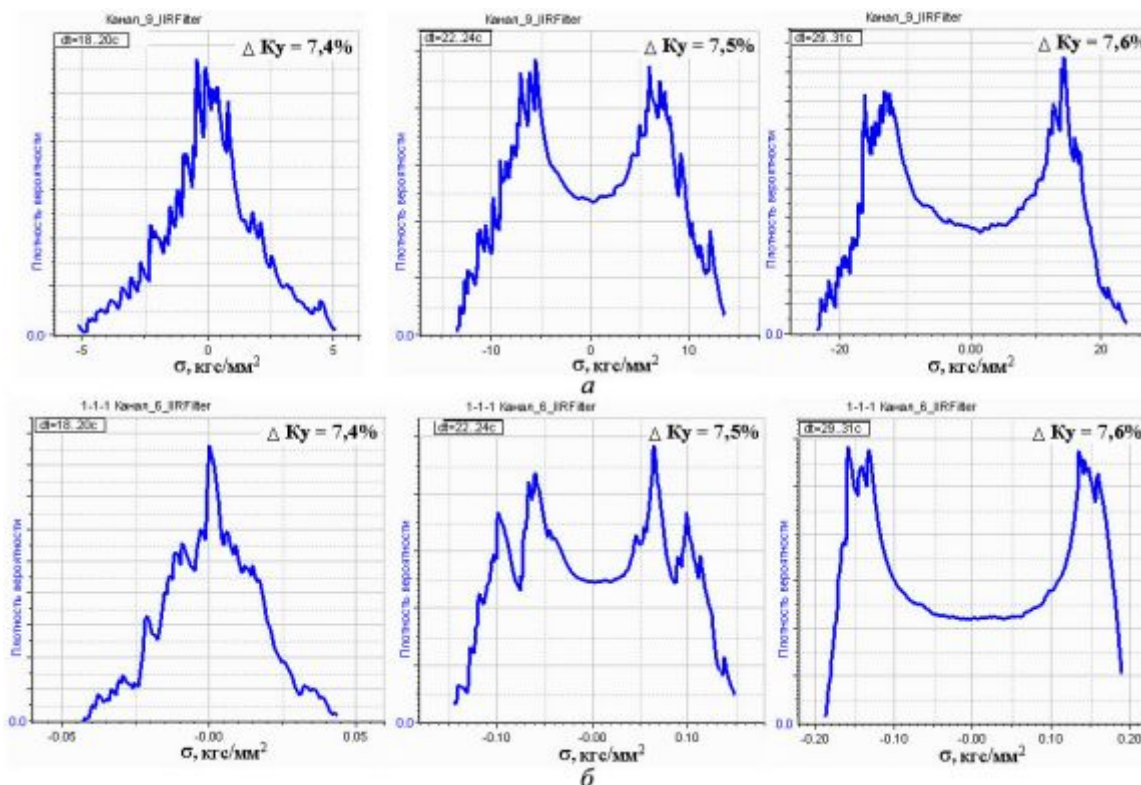 Канал_9_IIRFilter
dt=18..20c
△ Ку = 7,4%
Плотность вероятности
0.0
-5 0 5
σ, кгс/мм²
Канал_9_IIRFilter
dt=22..24c
△ Ку = 7,5%
Плотность вероятности
0.0
-10 0 10
σ, кгс/мм²
Канал_9_IIRFilter
dt=29..31c
△ Ку = 7,6%
Плотность вероятности
0.0
-20 0.00 20
σ, кгс/мм²
а
1-1-1 Канал_6_IIRFilter
dt=18..20c
△ Ку = 7,4%
Плотность вероятности
0.0
-0.05 -0.00 0.05
σ, кгс/мм²
1-1-1 Канал_6_IIRFilter
dt=22..24c
△ Ку = 7,5%
Плотность вероятности
0.0
-0.10 -0.00 0.10
σ, кгс/мм²
1-1-1 Канал_6_IIRFilter
dt=29..31c
△ Ку = 7,6%
Плотность вероятности
0.0
-0.20 -0.10 -0.00 0.10 0.20
σ, кгс/мм²
б